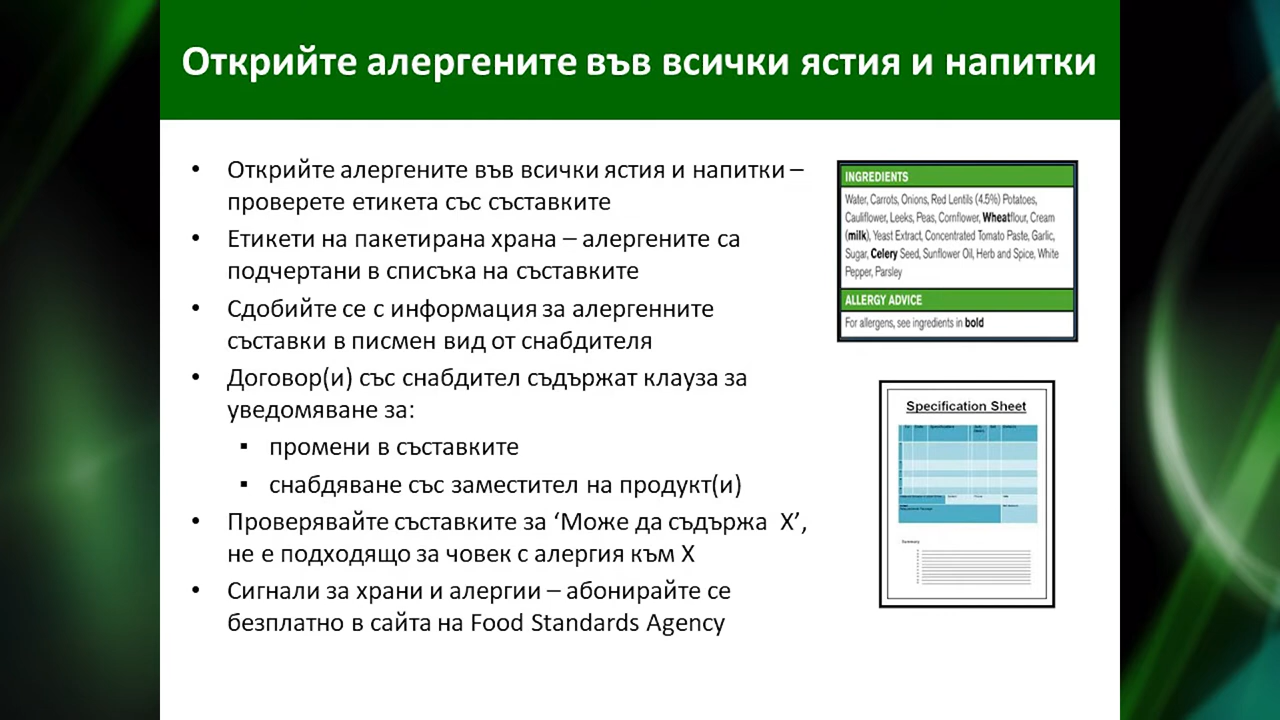 Открийте алергените във всички ястия и напитки
• Открийте алергените във всички ястия и напитки –
проверете етикета със съставките
• Етикети на пакетирана храна – алергените са
подчертани в списъка на съставките
• Сдобийте се с информация за алергенните
съставки в писмен вид от снабдителя
• Договор(и) със снабдител съдържат клауза за
уведомяване за:
▪ промени в съставките
▪ снабдяване със заместител на продукт(и)
• Проверявайте съставките за ‘Може да съдържа X’,
не е подходящо за човек с алергия към X
• Сигнали за храни и алергии – абонирайте се
безплатно в сайта на Food Standards Agency
INGREDIENTS
Water, Carrots, Onions, Red Lentils (4.5%) Potatoes,
Cauliflower, Leeks, Peas, Cornflower, Wheatflour, Cream
(milk), Yeast Extract, Concentrated Tomato Paste, Garlic,
Sugar, Celery Seed, Sunflower Oil, Herb and Spice, White
Pepper, Parsley
ALLERGY ADVICE
For allergens, see ingredients in bold
Specification Sheet
Summary